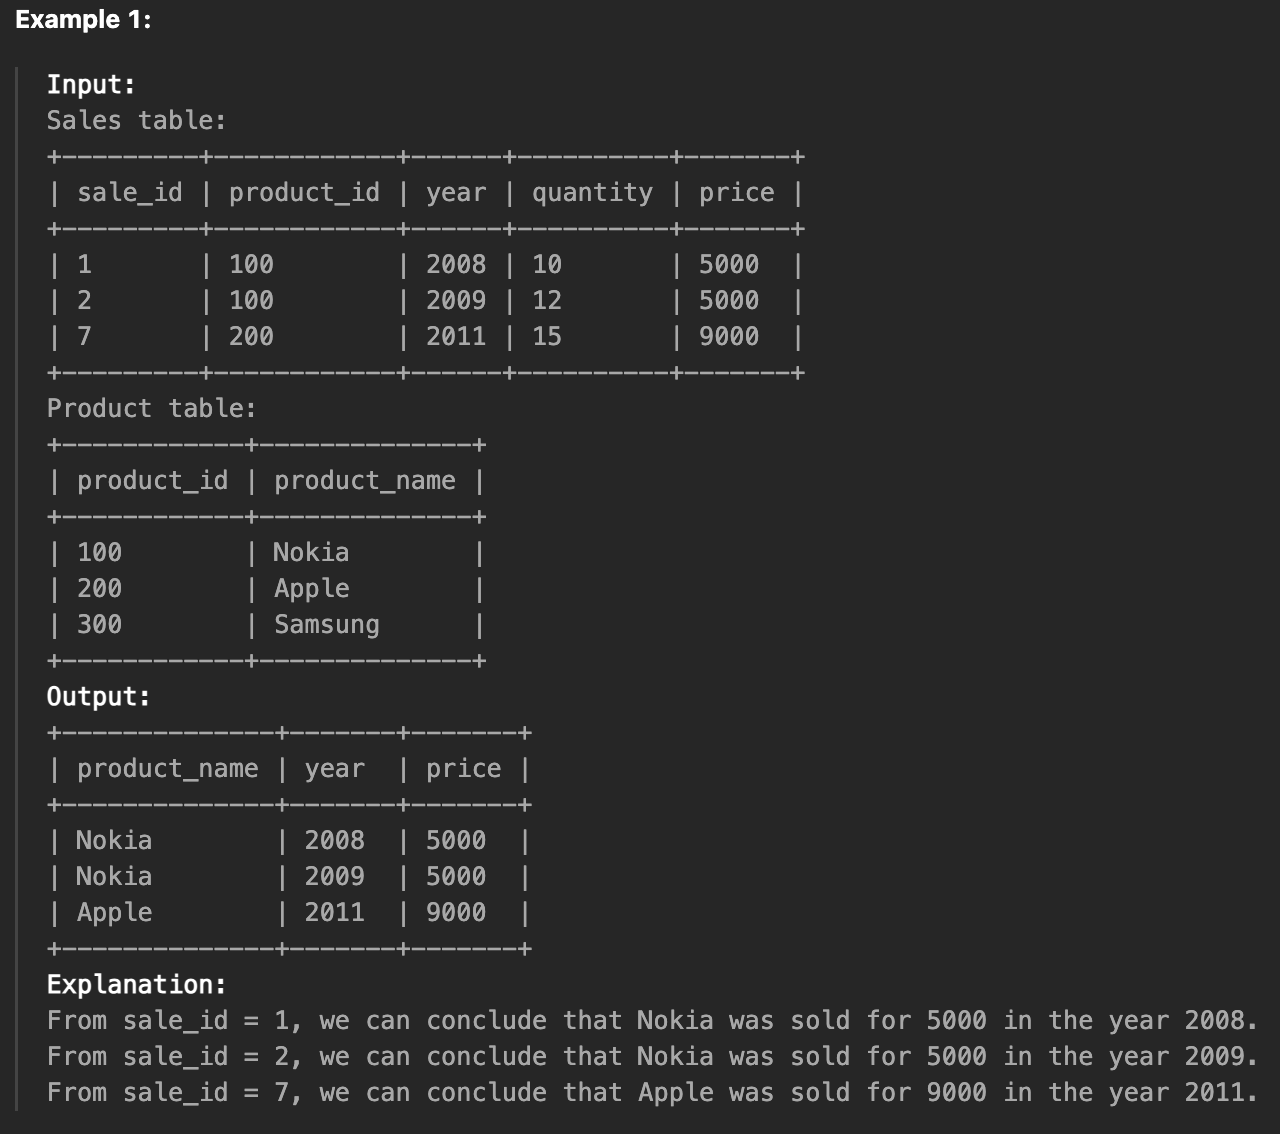 Example 1:
Input:
Sales table:
+---------+------------+------+----------+-------+
| sale_id | product_id | year | quantity | price |
+---------+------------+------+----------+-------+
| 1       | 100        | 2008 | 10       | 5000  |
| 2       | 100        | 2009 | 12       | 5000  |
| 7       | 200        | 2011 | 15       | 9000  |
+---------+------------+------+----------+-------+
Product table:
+------------+--------------+
| product_id | product_name |
+------------+--------------+
| 100        | Nokia        |
| 200        | Apple        |
| 300        | Samsung      |
+------------+--------------+
Output:
+--------------+-------+-------+
| product_name | year  | price |
+--------------+-------+-------+
| Nokia        | 2008  | 5000  |
| Nokia        | 2009  | 5000  |
| Apple        | 2011  | 9000  |
+--------------+-------+-------+
Explanation:
From sale_id = 1, we can conclude that Nokia was sold for 5000 in the year 2008.
From sale_id = 2, we can conclude that Nokia was sold for 5000 in the year 2009.
From sale_id = 7, we can conclude that Apple was sold for 9000 in the year 2011.